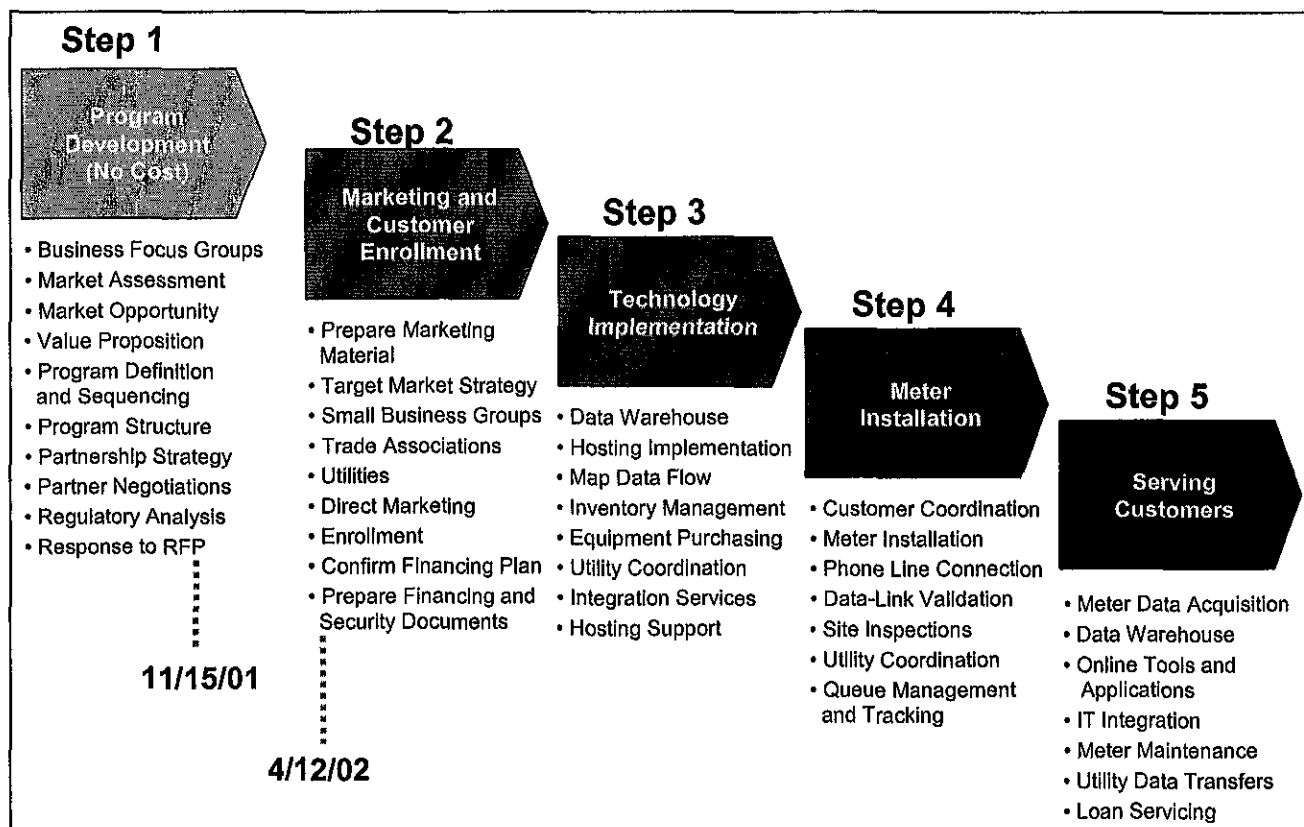 Step 1
Program
Development
(No Cost)
• Business Focus Groups
• Market Assessment
• Market Opportunity
• Value Proposition
• Program Definition
and Sequencing
• Program Structure
• Partnership Strategy
• Partner Negotiations
• Regulatory Analysis
• Response to RFP
11/15/01
Step 2
Marketing and
Customer
Enrollment
• Prepare Marketing
Material
• Target Market Strategy
• Small Business Groups
• Trade Associations
• Utilities
• Direct Marketing
• Enrollment
• Confirm Financing Plan
• Prepare Financing and
Security Documents
4/12/02
Step 3
Technology
Implementation
• Data Warehouse
• Hosting Implementation
• Map Data Flow
• Inventory Management
• Equipment Purchasing
• Utility Coordination
• Integration Services
• Hosting Support
Step 4
Meter
Installation
• Customer Coordination
• Meter Installation
• Phone Line Connection
• Data-Link Validation
• Site Inspections
• Utility Coordination
• Queue Management
and Tracking
Step 5
Serving
Customers
• Meter Data Acquisition
• Data Warehouse
• Online Tools and
Applications
• IT Integration
• Meter Maintenance
• Utility Data Transfers
• Loan Servicing